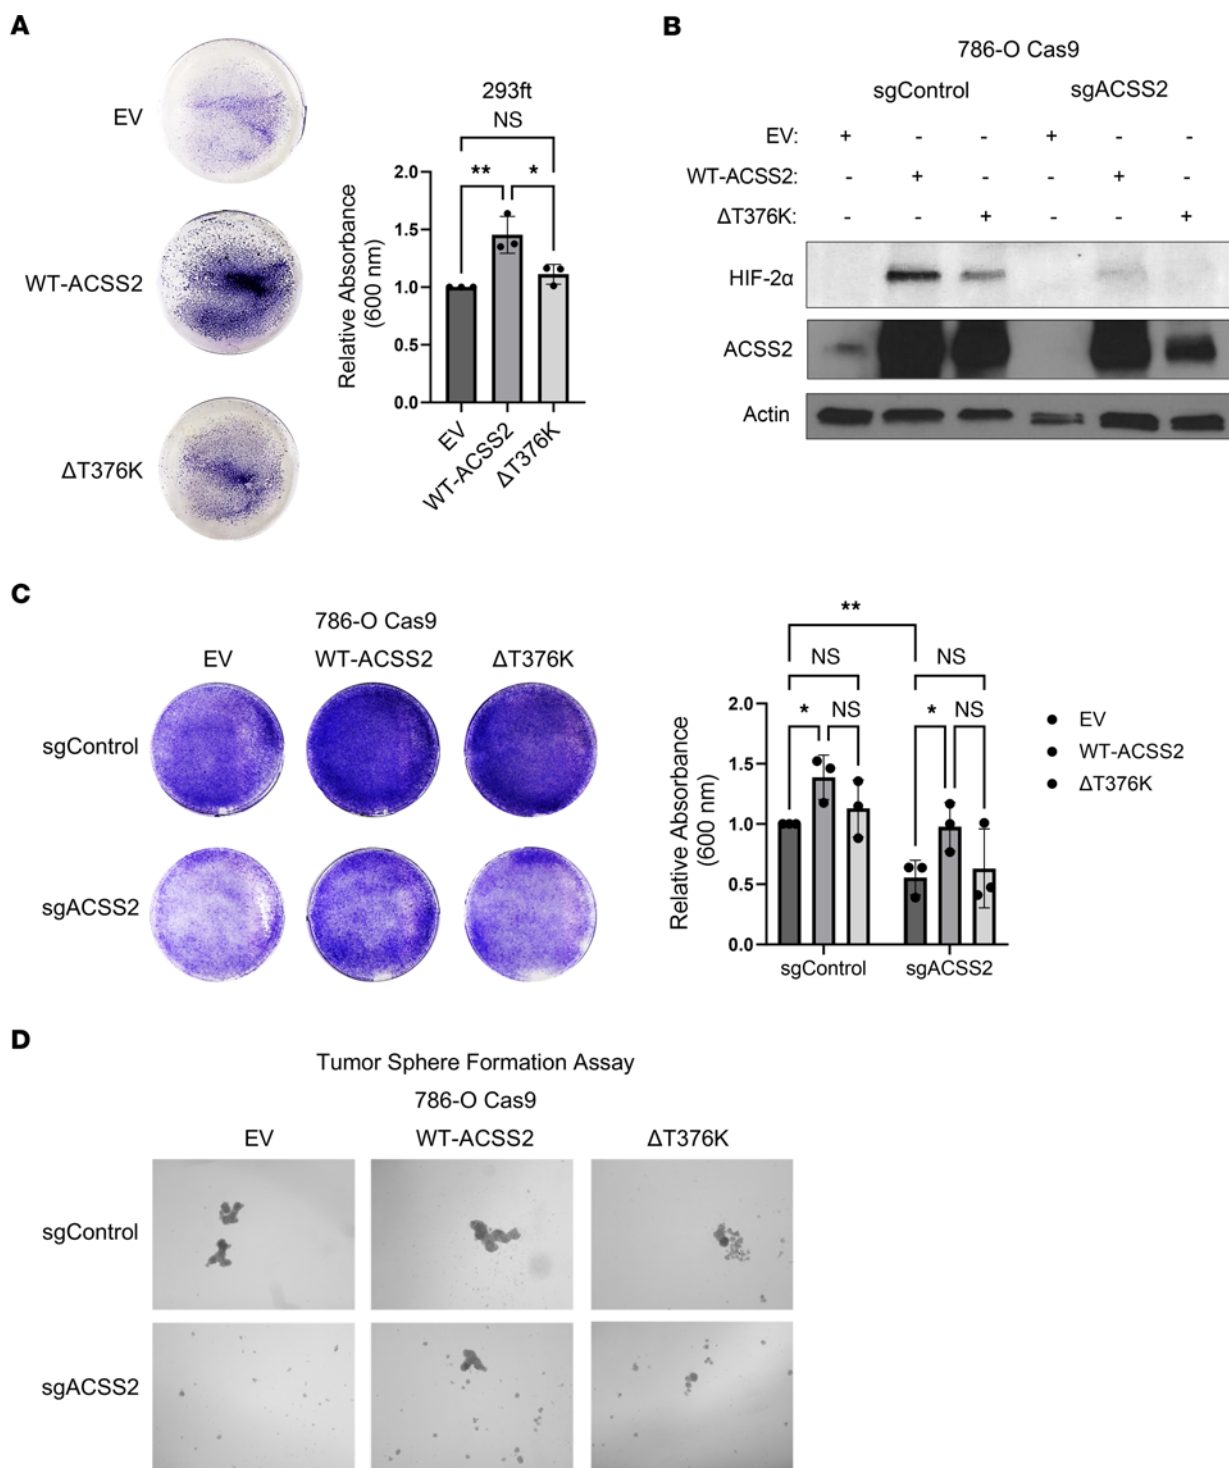 A
EV
WT-ACSS2
ΔT376K
293ft
NS
** *
Relative Absorbance
(600 nm)
2.0
1.5
1.0
0.5
0.0
EV
WT-ACSS2
ΔT376K
B
786-O Cas9
sgControl sgACSS2
EV: + - - + - -
WT-ACSS2: - + - - + -
ΔT376K: - - + - - +
HIF-2α
ACSS2
Actin
C
786-O Cas9
EV WT-ACSS2 ΔT376K
sgControl
sgACSS2
**
NS NS
* NS * NS
Relative Absorbance
(600 nm)
2.0
1.5
1.0
0.5
0.0
sgControl sgACSS2
EV
WT-ACSS2
ΔT376K
D
Tumor Sphere Formation Assay
786-O Cas9
EV WT-ACSS2 ΔT376K
sgControl
sgACSS2